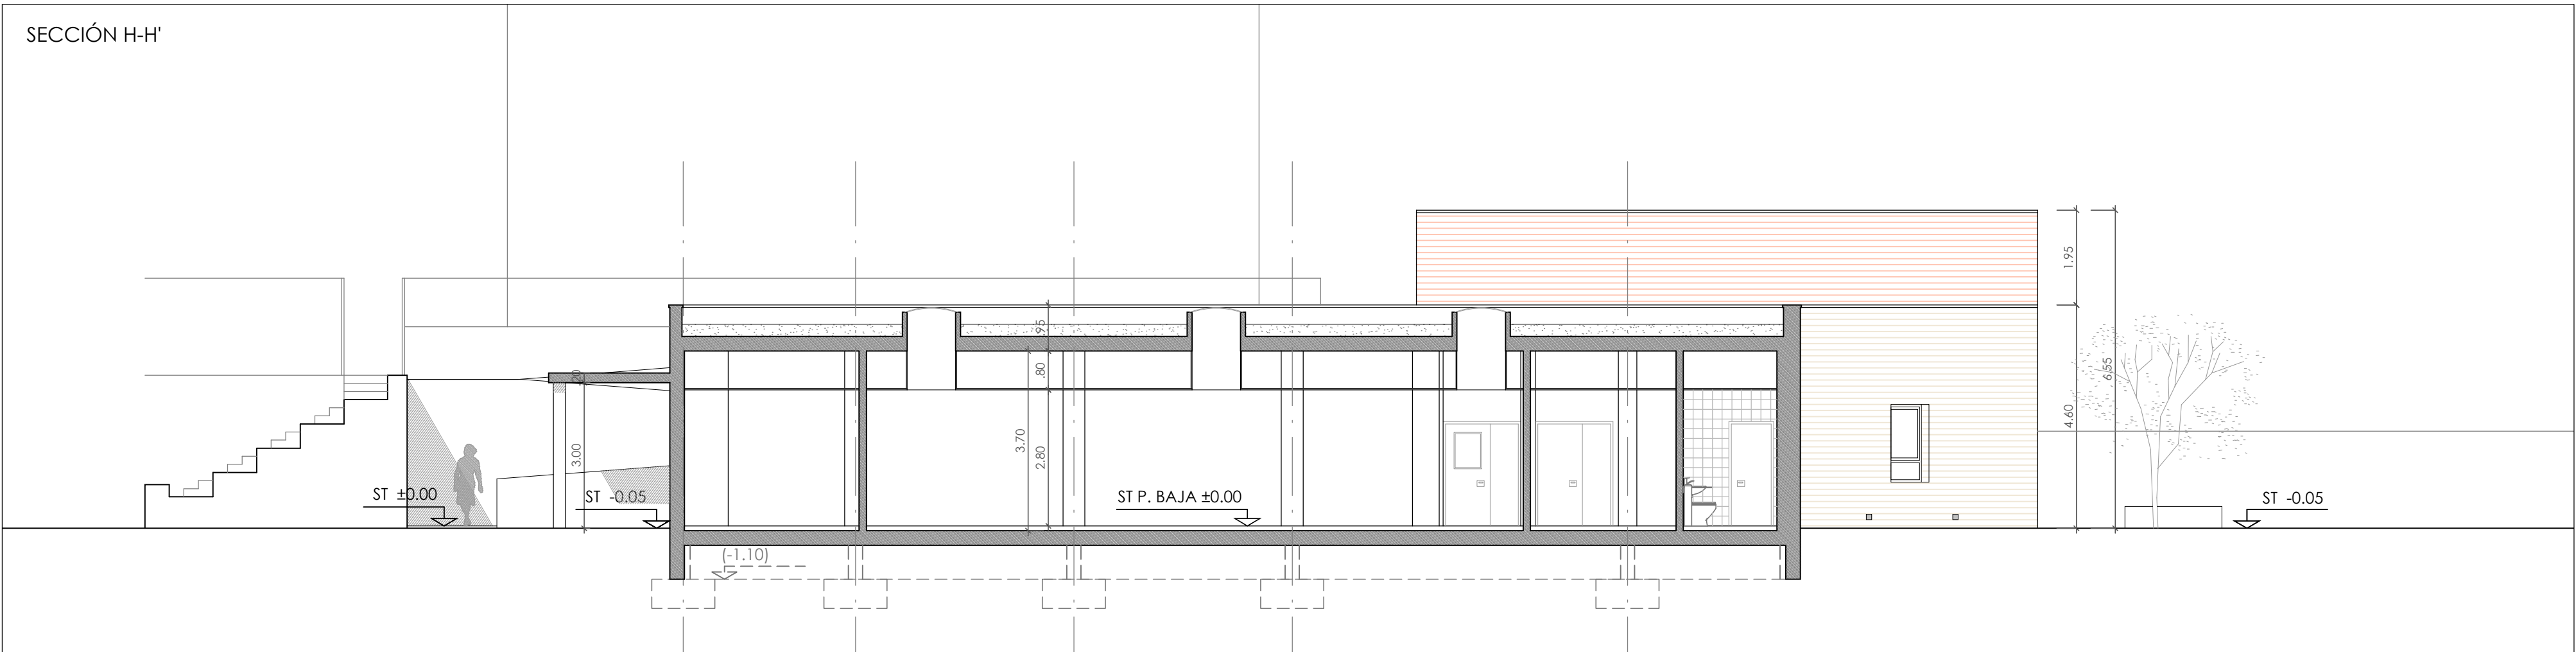 SECCIÓN H-H'
1.95
.95
6.55
.20
.80
4.60
3.00
3.70
2.80
ST ±0.00
ST -0.05
ST P. BAJA ±0.00
ST -0.05
(-1.10)